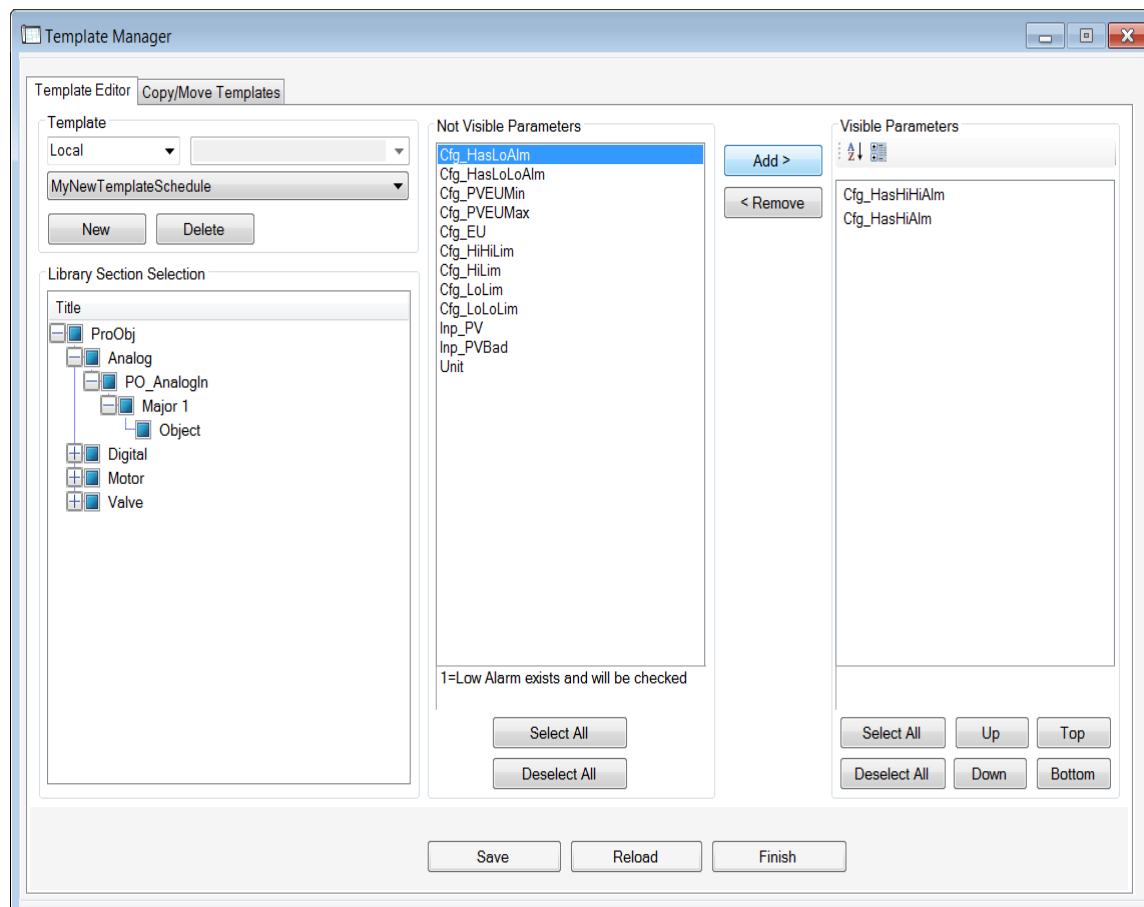 Template Manager
Template Editor
Copy/Move Templates
Template
Local
MyNewTemplateSchedule
New
Delete
Library Section Selection
Title
ProObj
Analog
PO_AnalogIn
Major 1
Object
Digital
Motor
Valve
Not Visible Parameters
Cfg_HasLoAlm
Cfg_HasLoLoAlm
Cfg_PVEUMin
Cfg_PVEUMax
Cfg_EU
Cfg_HiHiLim
Cfg_HiLim
Cfg_LoLim
Cfg_LoLoLim
Inp_PV
Inp_PVBad
Unit
1=Low Alarm exists and will be checked
Select All
Deselect All
Add >
< Remove
Visible Parameters
AZ
Cfg_HasHiHiAlm
Cfg_HasHiAlm
Select All
Up
Top
Deselect All
Down
Bottom
Save
Reload
Finish